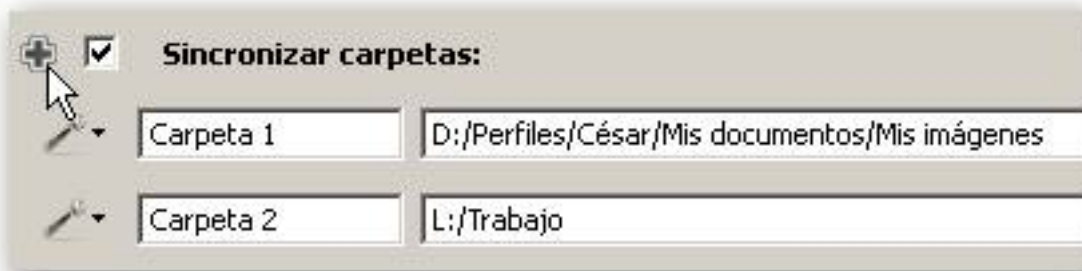 Sincronizar carpetas:
Carpeta 1 D:/Perfiles/César/Mis documentos/Mis imágenes
Carpeta 2 L:/Trabajo